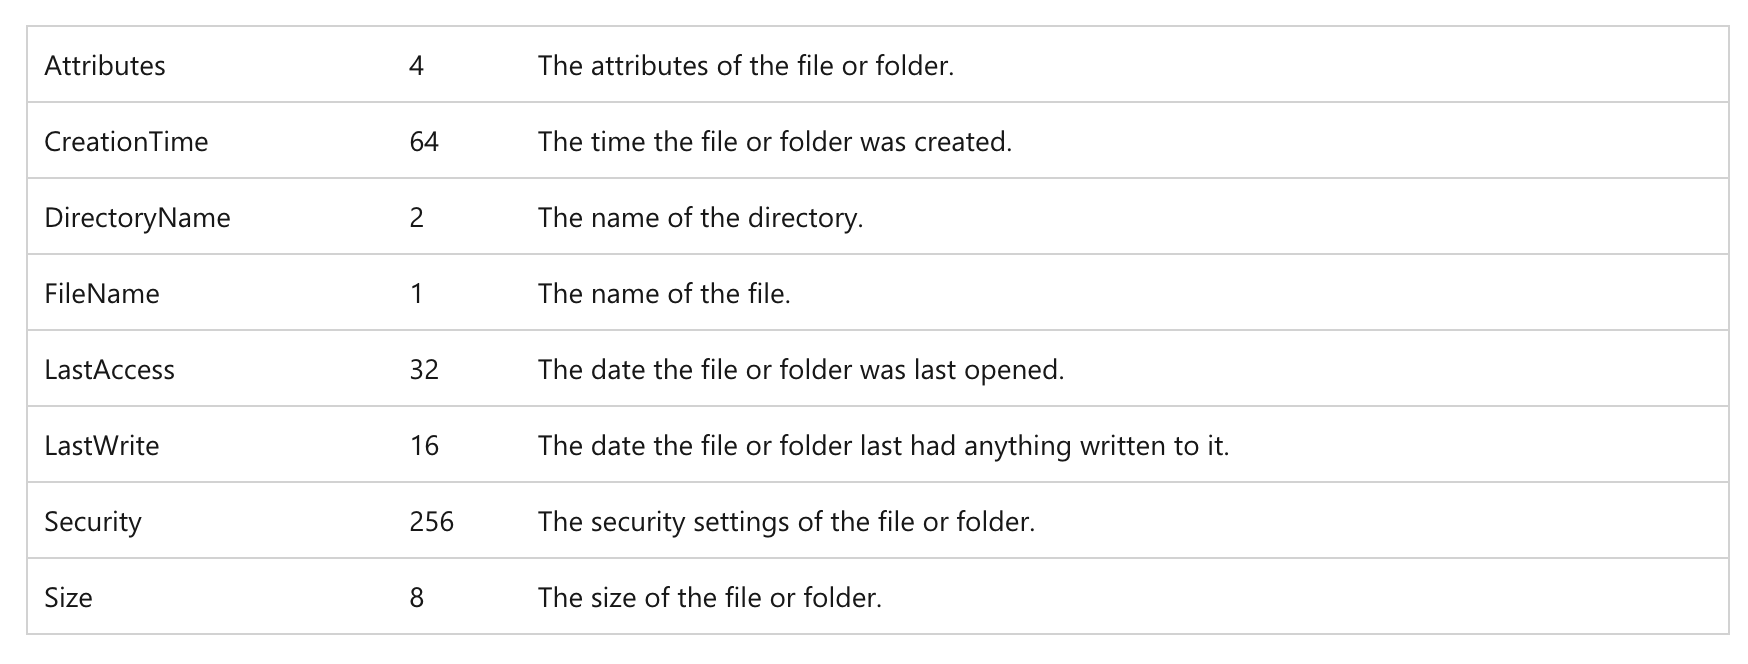 Attributes 4 The attributes of the file or folder.
CreationTime 64 The time the file or folder was created.
DirectoryName 2 The name of the directory.
FileName 1 The name of the file.
LastAccess 32 The date the file or folder was last opened.
LastWrite 16 The date the file or folder last had anything written to it.
Security 256 The security settings of the file or folder.
Size 8 The size of the file or folder.